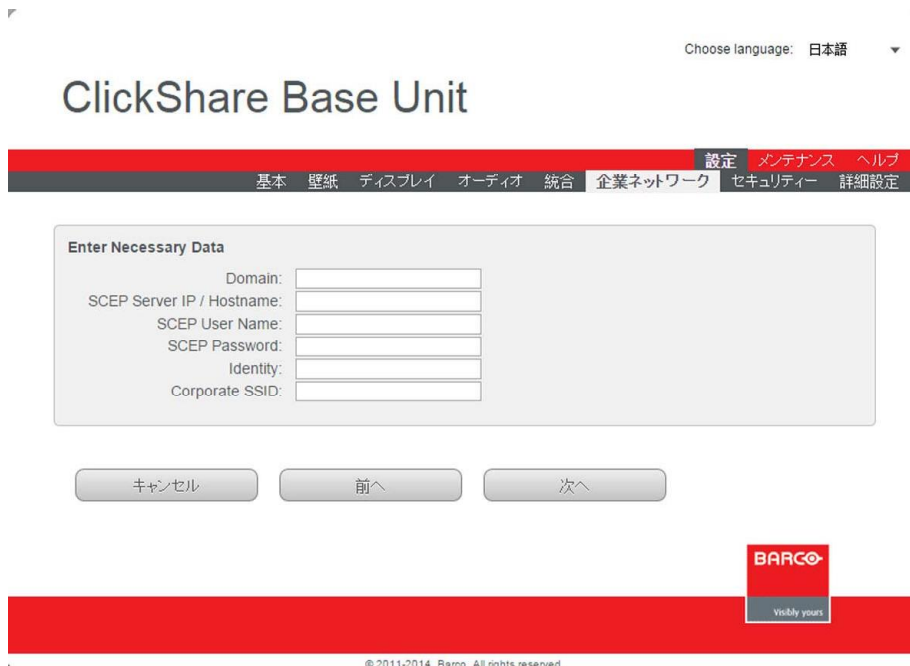 Choose language: 日本語
ClickShare Base Unit
設定 メンテナンス ヘルプ
基本 壁紙 ディスプレイ オーディオ 統合 企業ネットワーク セキュリティー 詳細設定
Enter Necessary Data
Domain:
SCEP Server IP / Hostname:
SCEP User Name:
SCEP Password:
Identity:
Corporate SSID:
キャンセル 前へ 次へ
BARCO
Visibly yours
© 2011-2014, Barco. All rights reserved